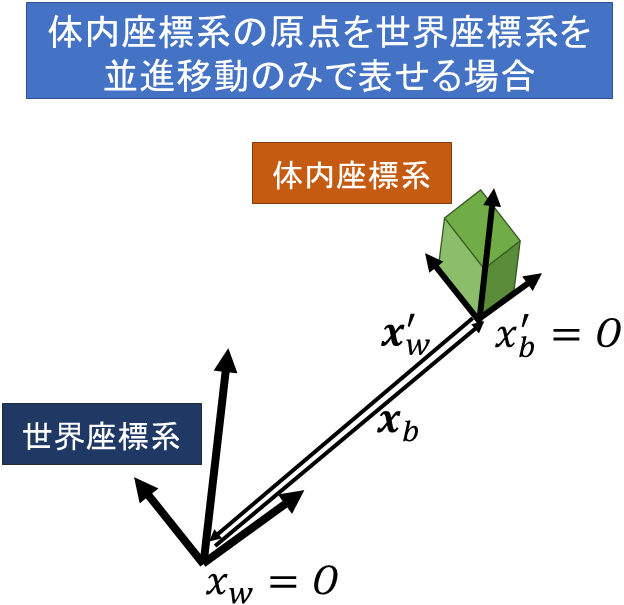 体内座標系の原点を世界座標系を
並進移動のみで表せる場合
体内座標系
x'_w
x'_b = O
x_b
世界座標系
x_w = O